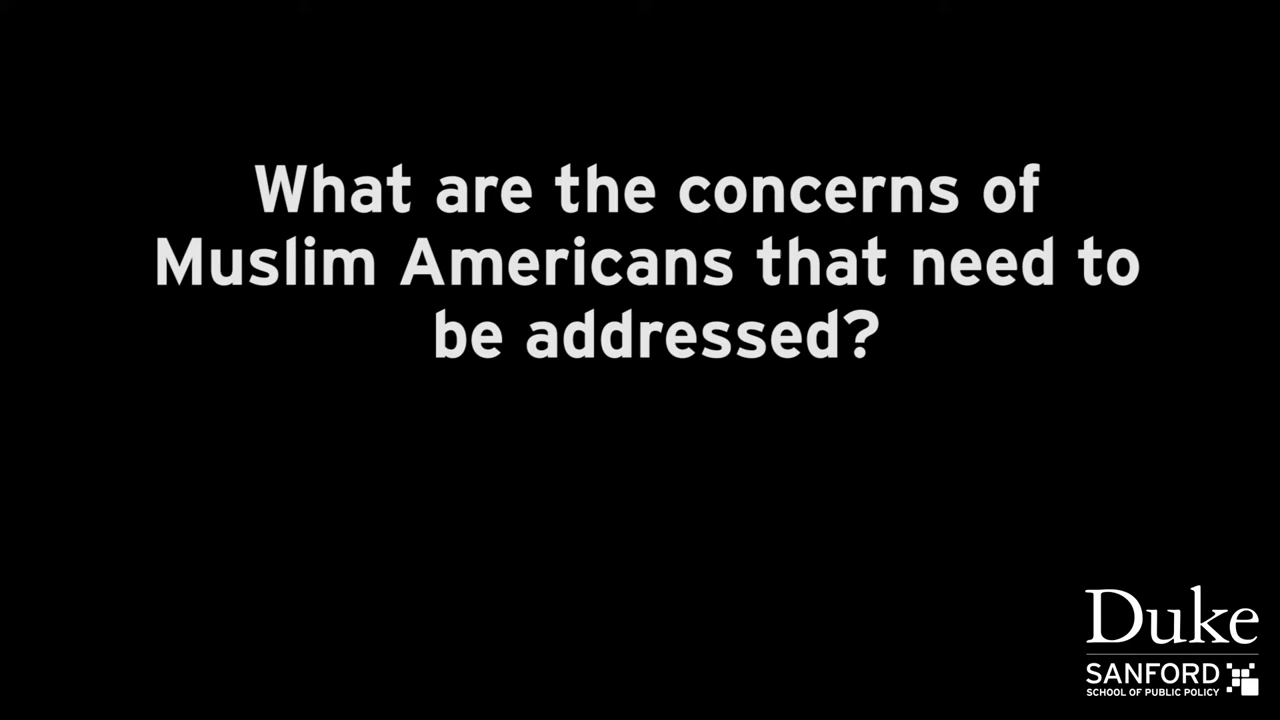 What are the concerns of
Muslim Americans that need to
be addressed?
Duke
SANFORD
SCHOOL OF PUBLIC POLICY